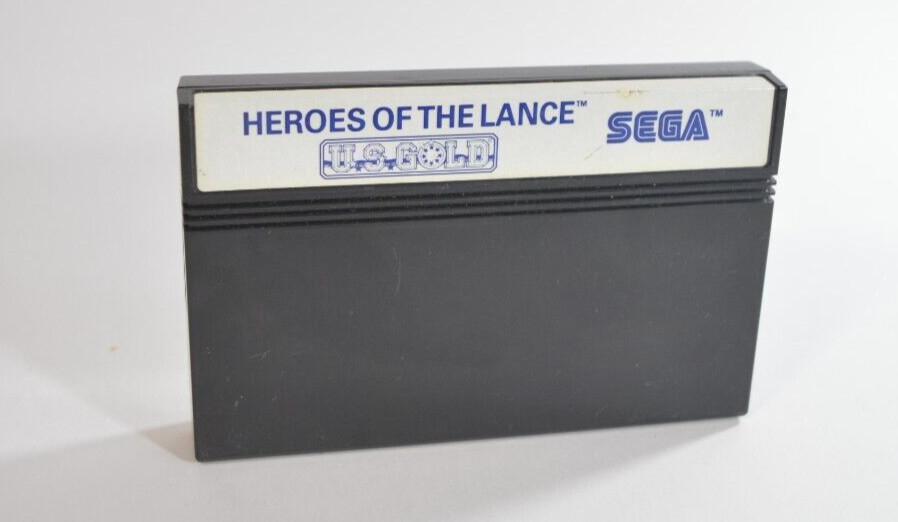 HEROES OF THE LANCE™
U.S. GOLD
SEGA™